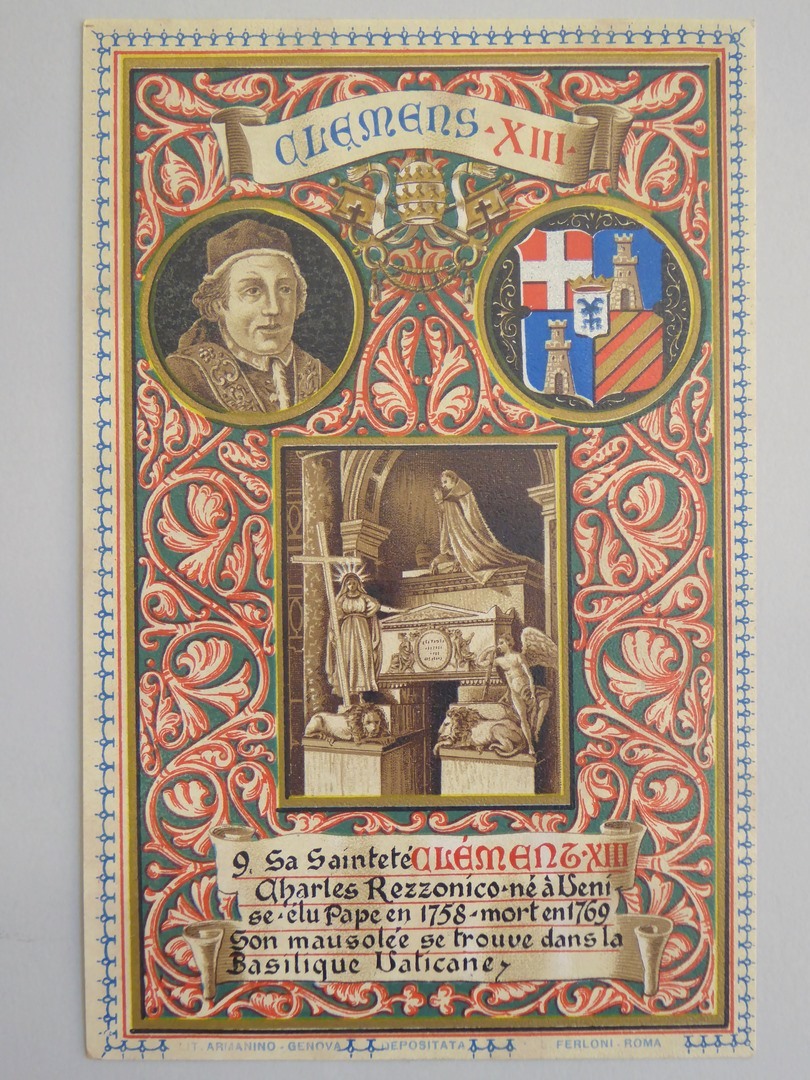 CLEMENS·XIII·
9. Sa Sainteté CLÉMENT·XIII
Charles Rezzonico·né à Veni
se·élu Pape en 1758·mort en 1769
Son mausolée se trouve dans la
Basilique Vaticane
ARMANINO - GENOVA DEPOSITATA FERLONI - ROMA